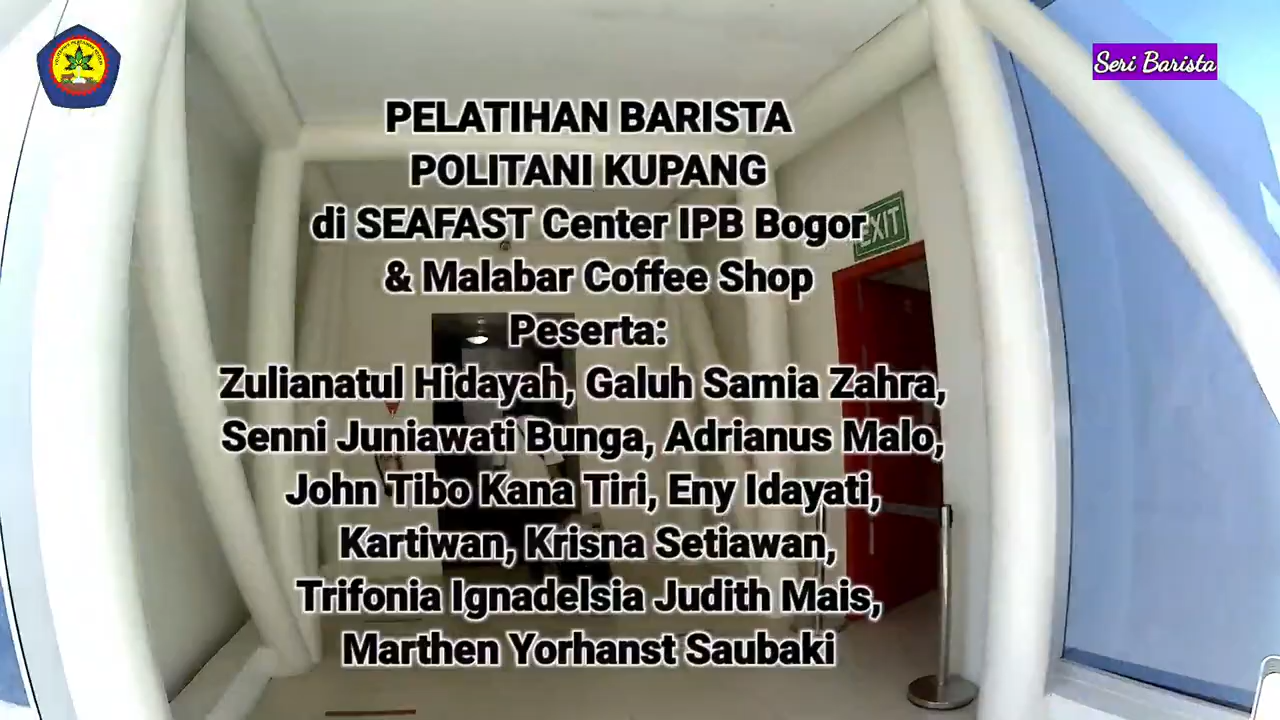 Seri Barista
PELATIHAN BARISTA
POLITANI KUPANG
di SEAFAST Center IPB Bogor
& Malabar Coffee Shop
Peserta:
Zulianatul Hidayah, Galuh Samia Zahra,
Senni Juniawati Bunga, Adrianus Malo,
John Tibo Kana Tiri, Eny Idayati,
Kartiwan, Krisna Setiawan,
Trifonia Ignadelsia Judith Mais,
Marthen Yorhanst Saubaki
EXIT